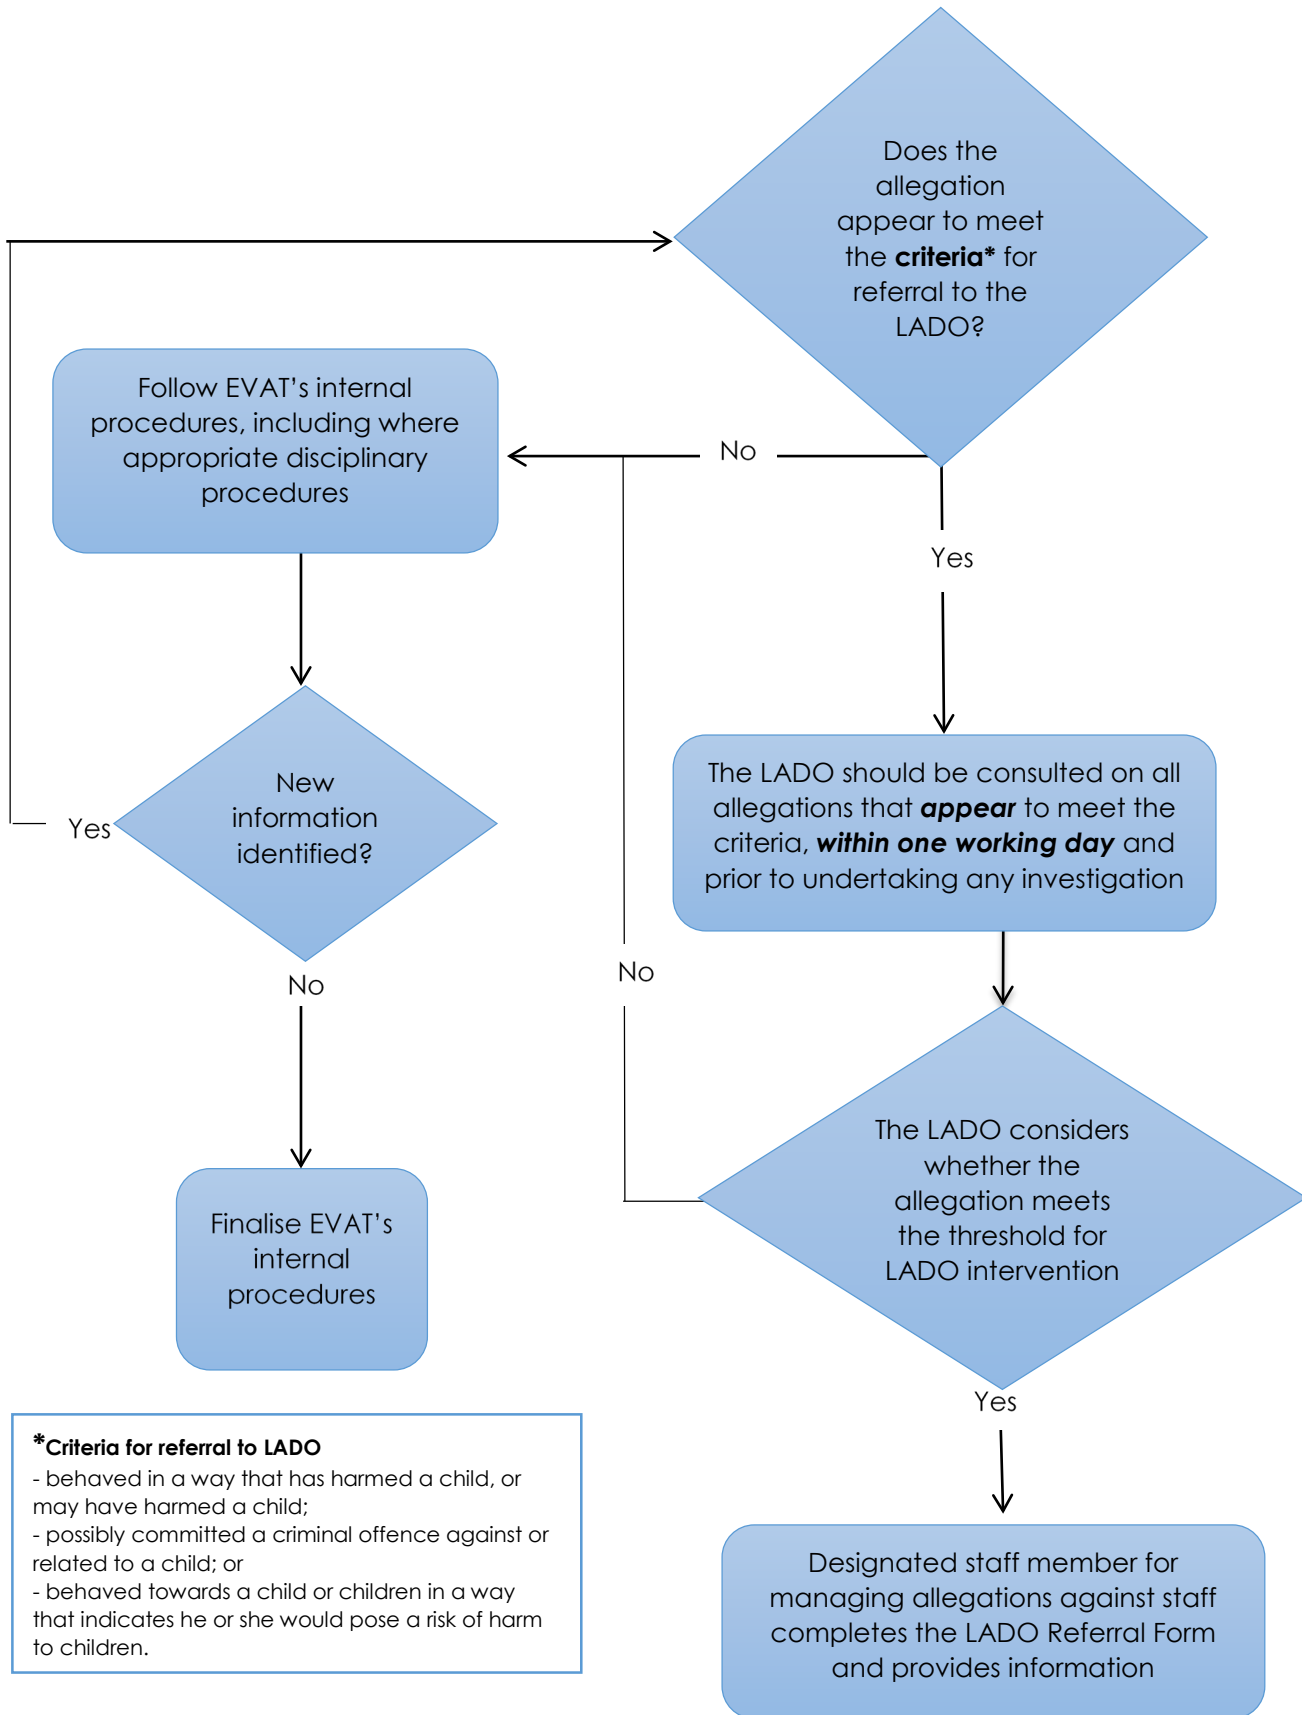 Does the
allegation
appear to meet
the criteria* for
referral to the
LADO?
Follow EVAT’s internal
procedures, including where
appropriate disciplinary
procedures
No
Yes
New
information
identified?
Yes
The LADO should be consulted on all
allegations that appear to meet the
criteria, within one working day and
prior to undertaking any investigation
No
No
The LADO considers
whether the
allegation meets
the threshold for
LADO intervention
Finalise EVAT’s
internal
procedures
Yes
*Criteria for referral to LADO
- behaved in a way that has harmed a child, or
may have harmed a child;
- possibly committed a criminal offence against or
related to a child; or
- behaved towards a child or children in a way
that indicates he or she would pose a risk of harm
to children.
Designated staff member for
managing allegations against staff
completes the LADO Referral Form
and provides information